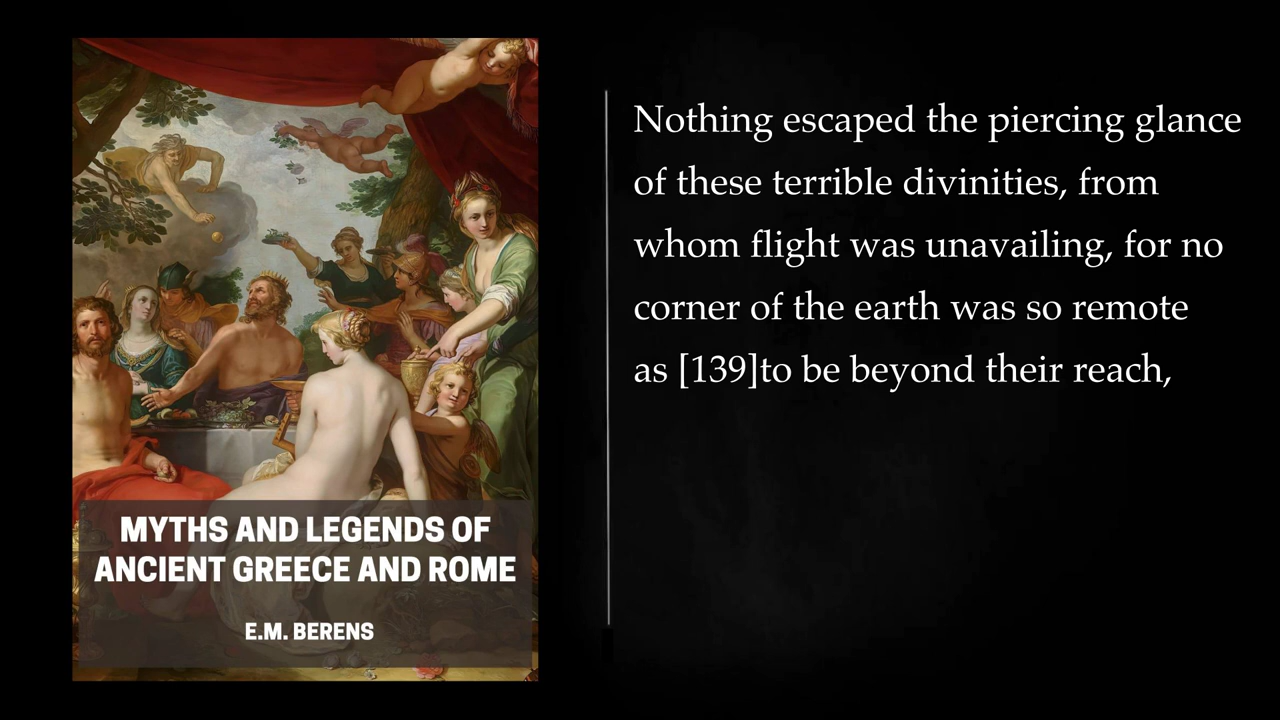 MYTHS AND LEGENDS OF
ANCIENT GREECE AND ROME
E.M. BERENS
Nothing escaped the piercing glance
of these terrible divinities, from
whom flight was unavailing, for no
corner of the earth was so remote
as [139]to be beyond their reach,